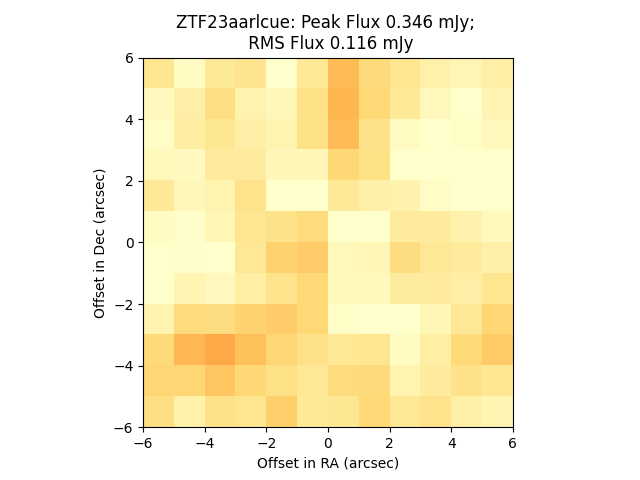 ZTF23aarlcue: Peak Flux 0.346 mJy;
RMS Flux 0.116 mJy
6
4
2
0
−2
−4
−6
Offset in Dec (arcsec)
−6 −4 −2 0 2 4 6
Offset in RA (arcsec)